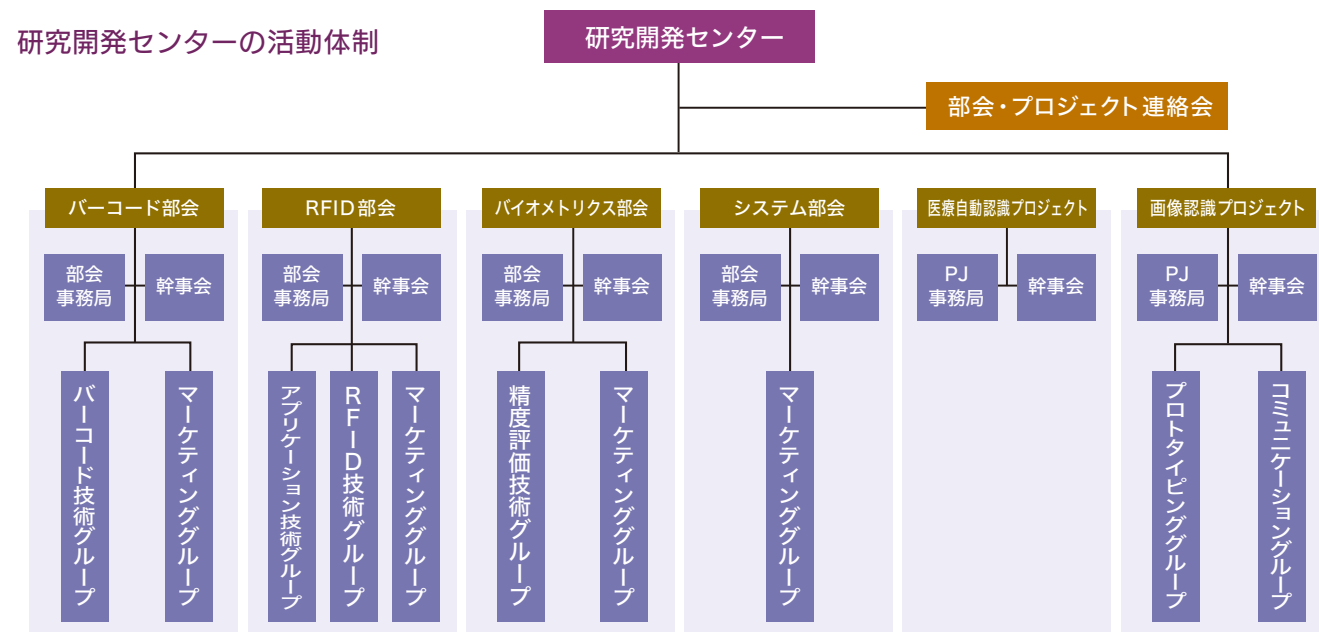 研究開発センターの活動体制
研究開発センター
部会・プロジェクト連絡会
バーコード部会
部会
事務局
幹事会
バーコード技術グループ
マーケティンググループ
RFID部会
部会
事務局
幹事会
アプリケーション技術グループ
RFID技術グループ
マーケティンググループ
バイオメトリクス部会
部会
事務局
幹事会
精度評価技術グループ
マーケティンググループ
システム部会
部会
事務局
幹事会
マーケティンググループ
医療自動認識プロジェクト
PJ
事務局
幹事会
画像認識プロジェクト
PJ
事務局
幹事会
プロトタイピンググループ
コミュニケーショングループ